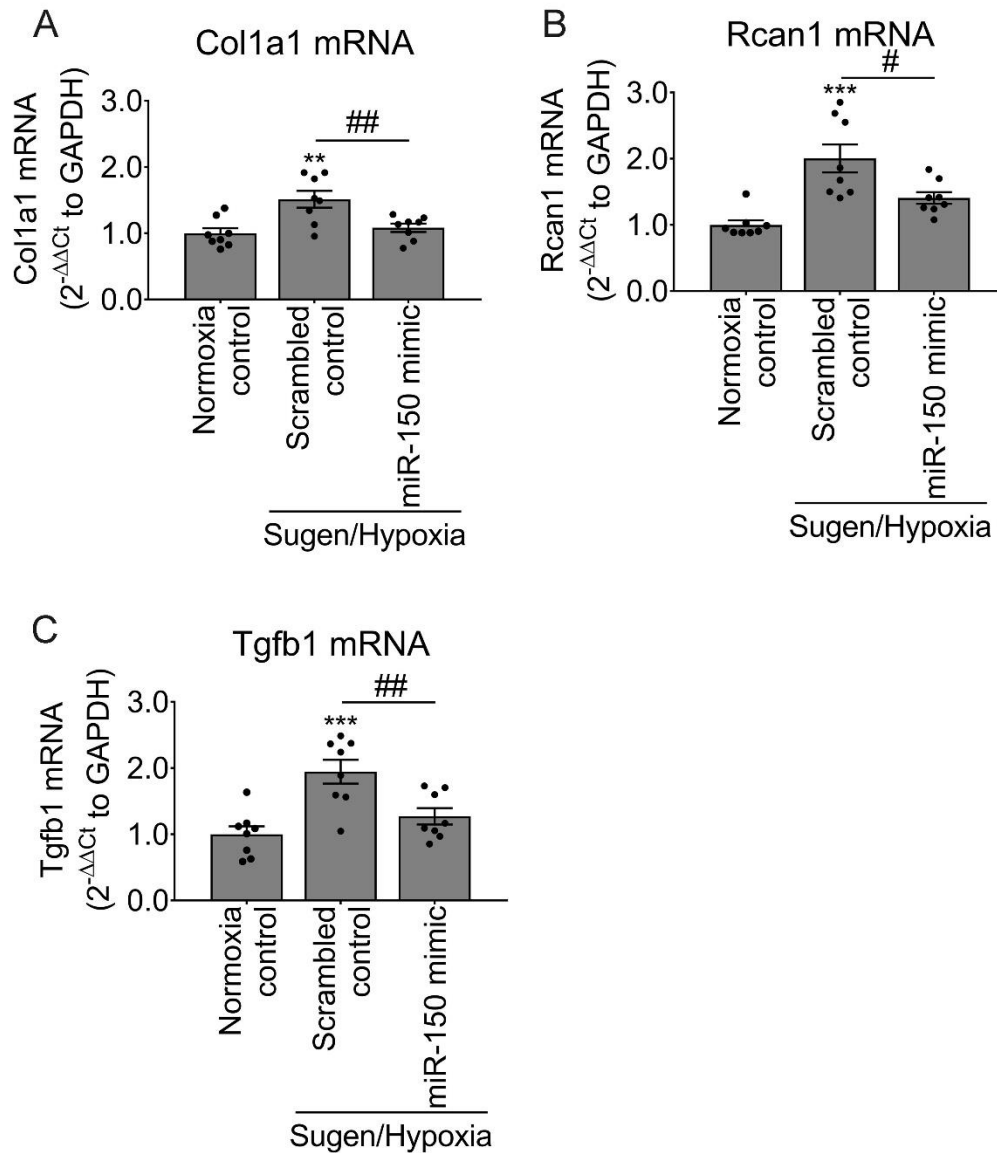 A
Col1a1 mRNA
Col1a1 mRNA
(2-ΔΔCt to GAPDH)
3.0
2.0
1.0
0.0
**
##
Normoxia
control
Scrambled
control
miR-150 mimic
Sugen/Hypoxia
B
Rcan1 mRNA
Rcan1 mRNA
(2-ΔΔCt to GAPDH)
3.0
2.0
1.0
0.0
***
#
Normoxia
control
Scrambled
control
miR-150 mimic
Sugen/Hypoxia
C
Tgfb1 mRNA
Tgfb1 mRNA
(2-ΔΔCt to GAPDH)
3.0
2.0
1.0
0.0
***
##
Normoxia
control
Scrambled
control
miR-150 mimic
Sugen/Hypoxia